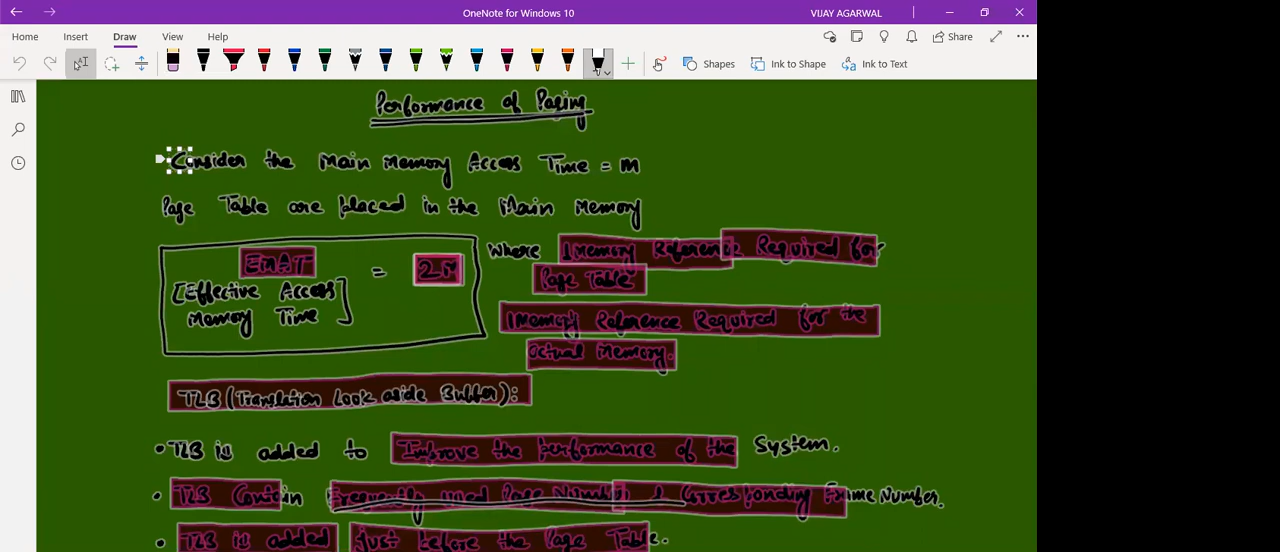 OneNote for Windows 10
VIJAY AGARWAL
Home Insert Draw View Help
Share
Shapes Ink to Shape Ink to Text
Performance of Paging
Consider the Main Memory Access Time = m
Page Table are placed in the Main Memory
EMAT = 2m
[Effective Access
Memory Time]
Where 1 memory Reference Required for
Page Table
1 memory Reference Required for the
actual memory.
TLB (Translation Look aside Buffer):
• TLB is added to Improve the performance of the System.
• TLB Contain Frequently used Page Number & Corresponding Frame Number.
• TLB is added Just before the Page Table.